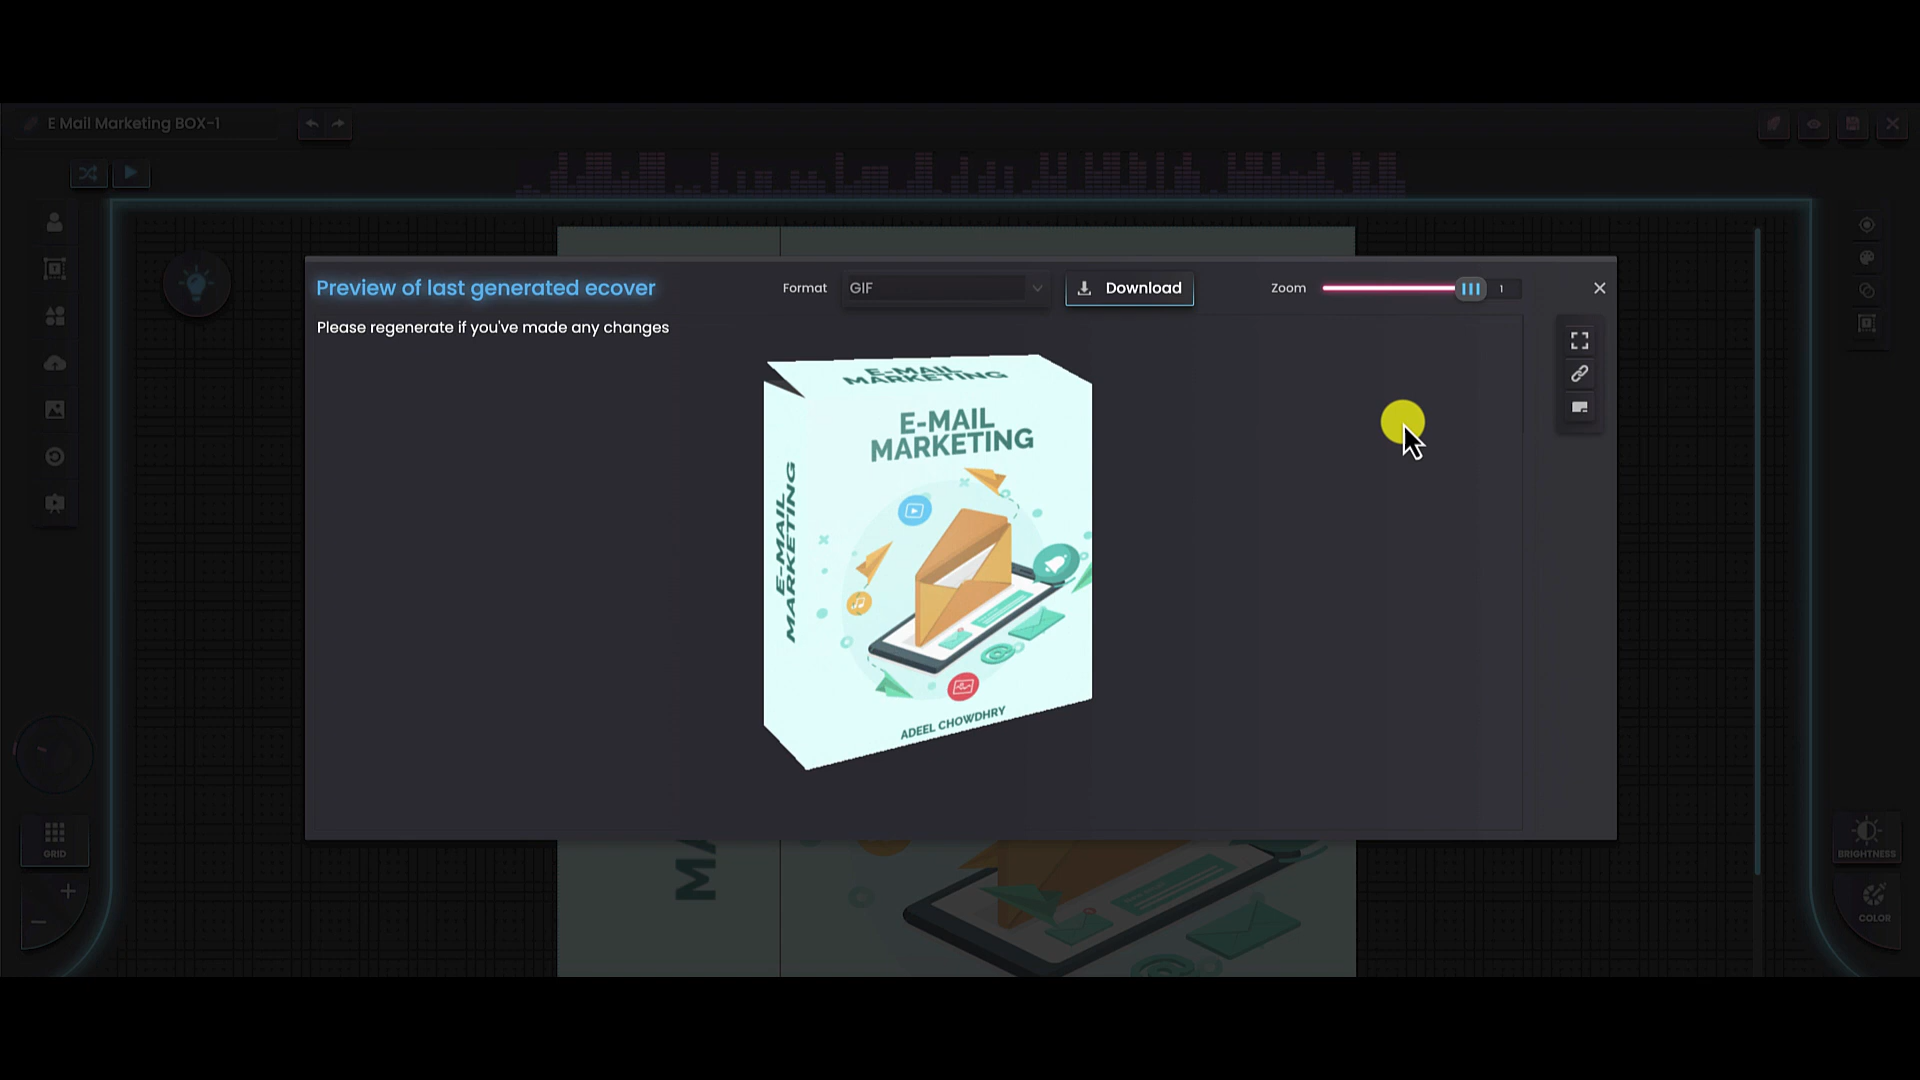 E Mail Marketing BOX-1
Preview of last generated ecover
Format
GIF
Download
Zoom
1
Please regenerate if you've made any changes
E-MAIL
MARKETING
E-MAIL
MARKETING
E-MAIL
MARKETING
ADEEL CHOWDHRY
GRID
MA
BRIGHTNESS
COLOR